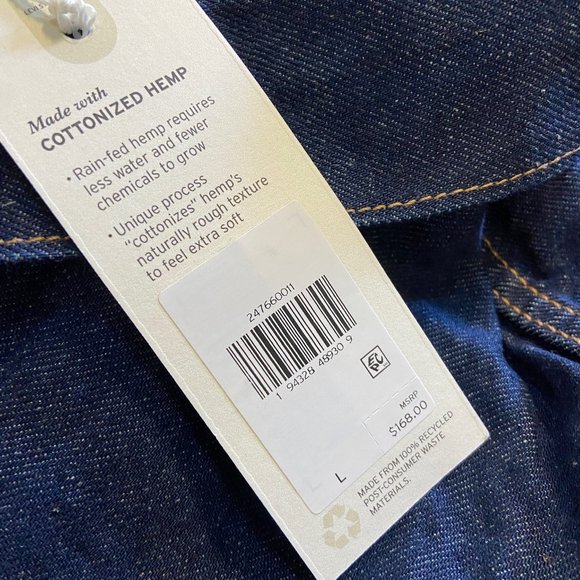 Made with
COTTONIZED HEMP
• Rain-fed hemp requires
less water and fewer
chemicals to grow
• Unique process
"cottonizes" hemp's
naturally rough texture
to feel extra soft
247660011
1 94328 48930 9
MSRP
$168.00
L
MADE FROM 100% RECYCLED
POST-CONSUMER WASTE
MATERIALS.